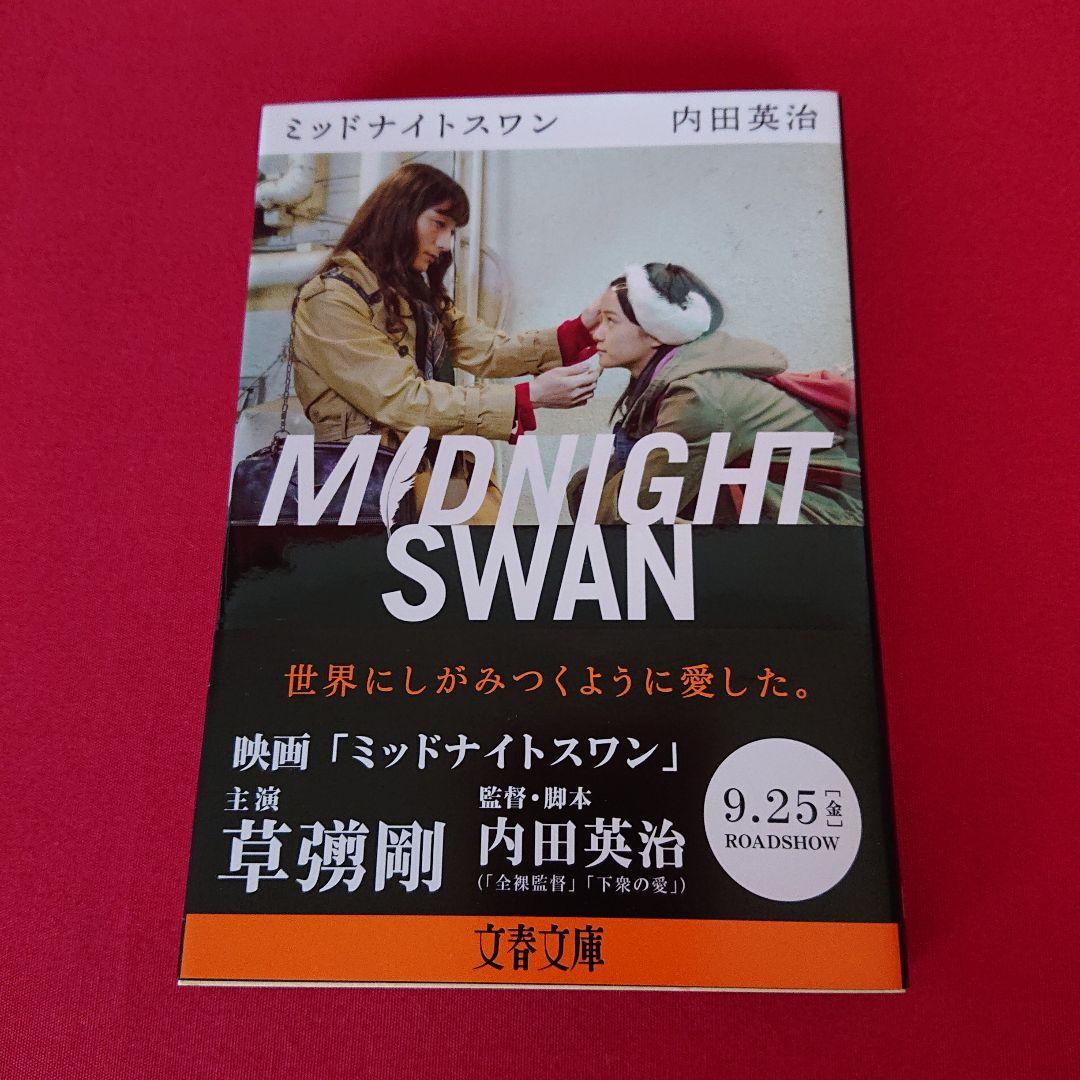 ミッドナイトスワン 内田英治
MIDNIGHT
SWAN
世界にしがみつくように愛した。
映画「ミッドナイトスワン」
主演
草彅剛
監督・脚本
内田英治
(「全裸監督」「下衆の愛」)
9.25[金]
ROADSHOW
文春文庫